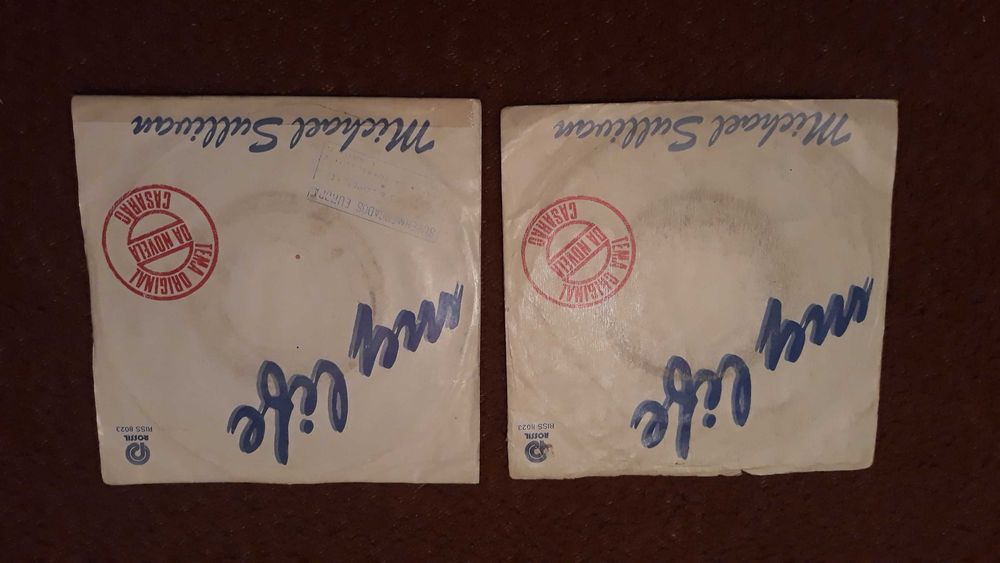 ROSSIL
RISS 8023
my life
TEMA ORIGINAL
DA NOVELA
CASARÃO
Michael Sullivan
ROSSIL
RISS 8023
my life
TEMA ORIGINAL
DA NOVELA
CASARÃO
Michael Sullivan